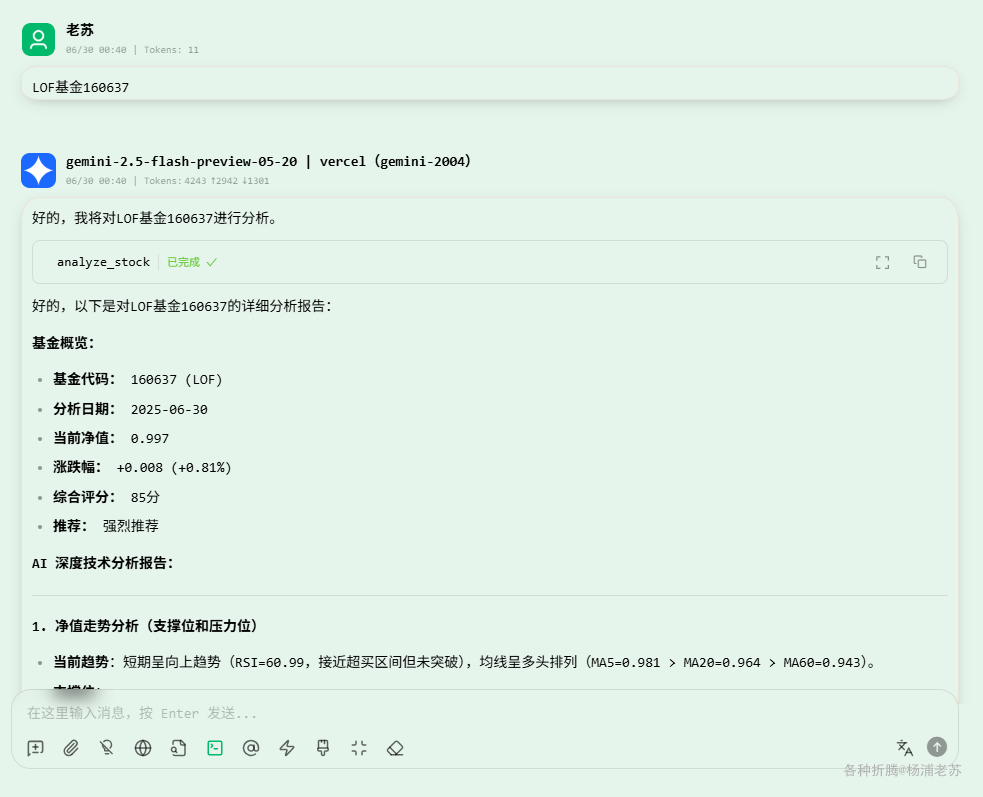 老苏
06/30 00:40 | Tokens: 11
LOF基金160637
gemini-2.5-flash-preview-05-20 | vercel（gemini-2004）
06/30 00:40 | Tokens: 4243 ↑2942 ↓1301
好的，我将对LOF基金160637进行分析。
analyze_stock 已完成 ✓
好的，以下是对LOF基金160637的详细分析报告：
基金概览：
• 基金代码： 160637 (LOF)
• 分析日期： 2025-06-30
• 当前净值： 0.997
• 涨跌幅： +0.008 (+0.81%)
• 综合评分： 85分
• 推荐： 强烈推荐
AI 深度技术分析报告：
1. 净值走势分析（支撑位和压力位）
• 当前趋势：短期呈向上趋势（RSI=60.99，接近超买区间但未突破），均线呈多头排列（MA5=0.981 > MA20=0.964 > MA60=0.943）。
• 支撑位：
在这里输入消息，按 Enter 发送...
各种折腾@杨浦老苏